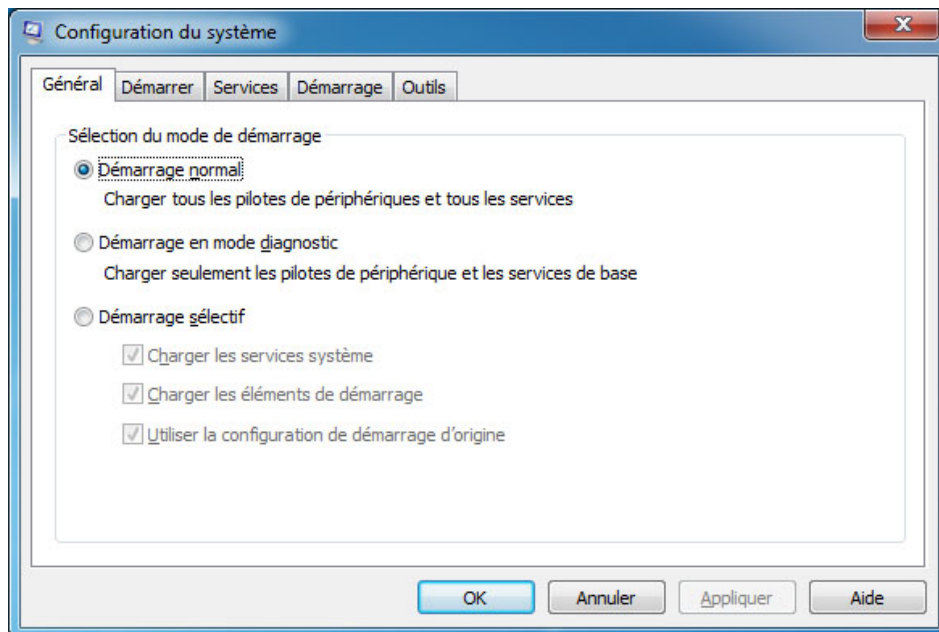 Configuration du système
Général Démarrer Services Démarrage Outils
Sélection du mode de démarrage
Démarrage normal
Charger tous les pilotes de périphériques et tous les services
Démarrage en mode diagnostic
Charger seulement les pilotes de périphérique et les services de base
Démarrage sélectif
Charger les services système
Charger les éléments de démarrage
Utiliser la configuration de démarrage d'origine
OK Annuler Appliquer Aide